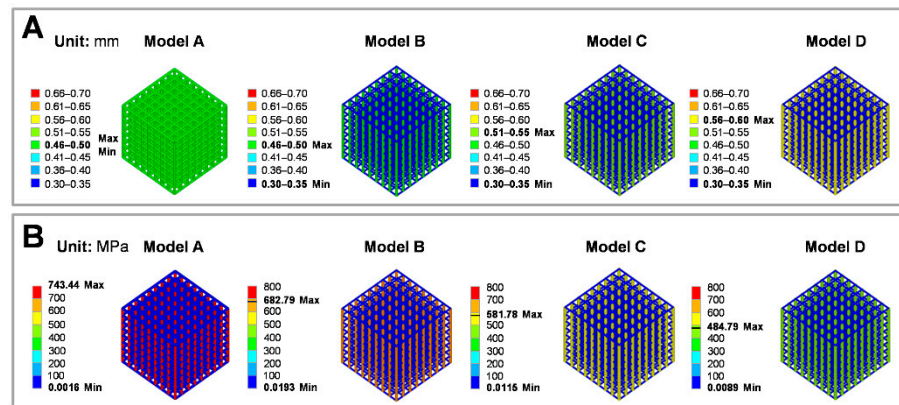 A
Unit: mm
Model A
Model B
Model C
Model D
0.66–0.70
0.61–0.65
0.56–0.60
0.51–0.55
0.46–0.50 Max
0.41–0.45 Min
0.36–0.40
0.30–0.35
0.66–0.70
0.61–0.65
0.56–0.60
0.51–0.55
0.46–0.50 Max
0.41–0.45
0.36–0.40
0.30–0.35 Min
0.66–0.70
0.61–0.65
0.56–0.60
0.51–0.55 Max
0.46–0.50
0.41–0.45
0.36–0.40
0.30–0.35 Min
0.66–0.70
0.61–0.65
0.56–0.60 Max
0.51–0.55
0.46–0.50
0.41–0.45
0.36–0.40
0.30–0.35 Min
B
Unit: MPa
Model A
Model B
Model C
Model D
743.44 Max
700
600
500
400
300
200
100
0.0016 Min
800
682.79 Max
600
500
400
300
200
100
0.0193 Min
800
700
581.78 Max
500
400
300
200
100
0.0115 Min
800
700
600
484.79 Max
400
300
200
100
0.0089 Min